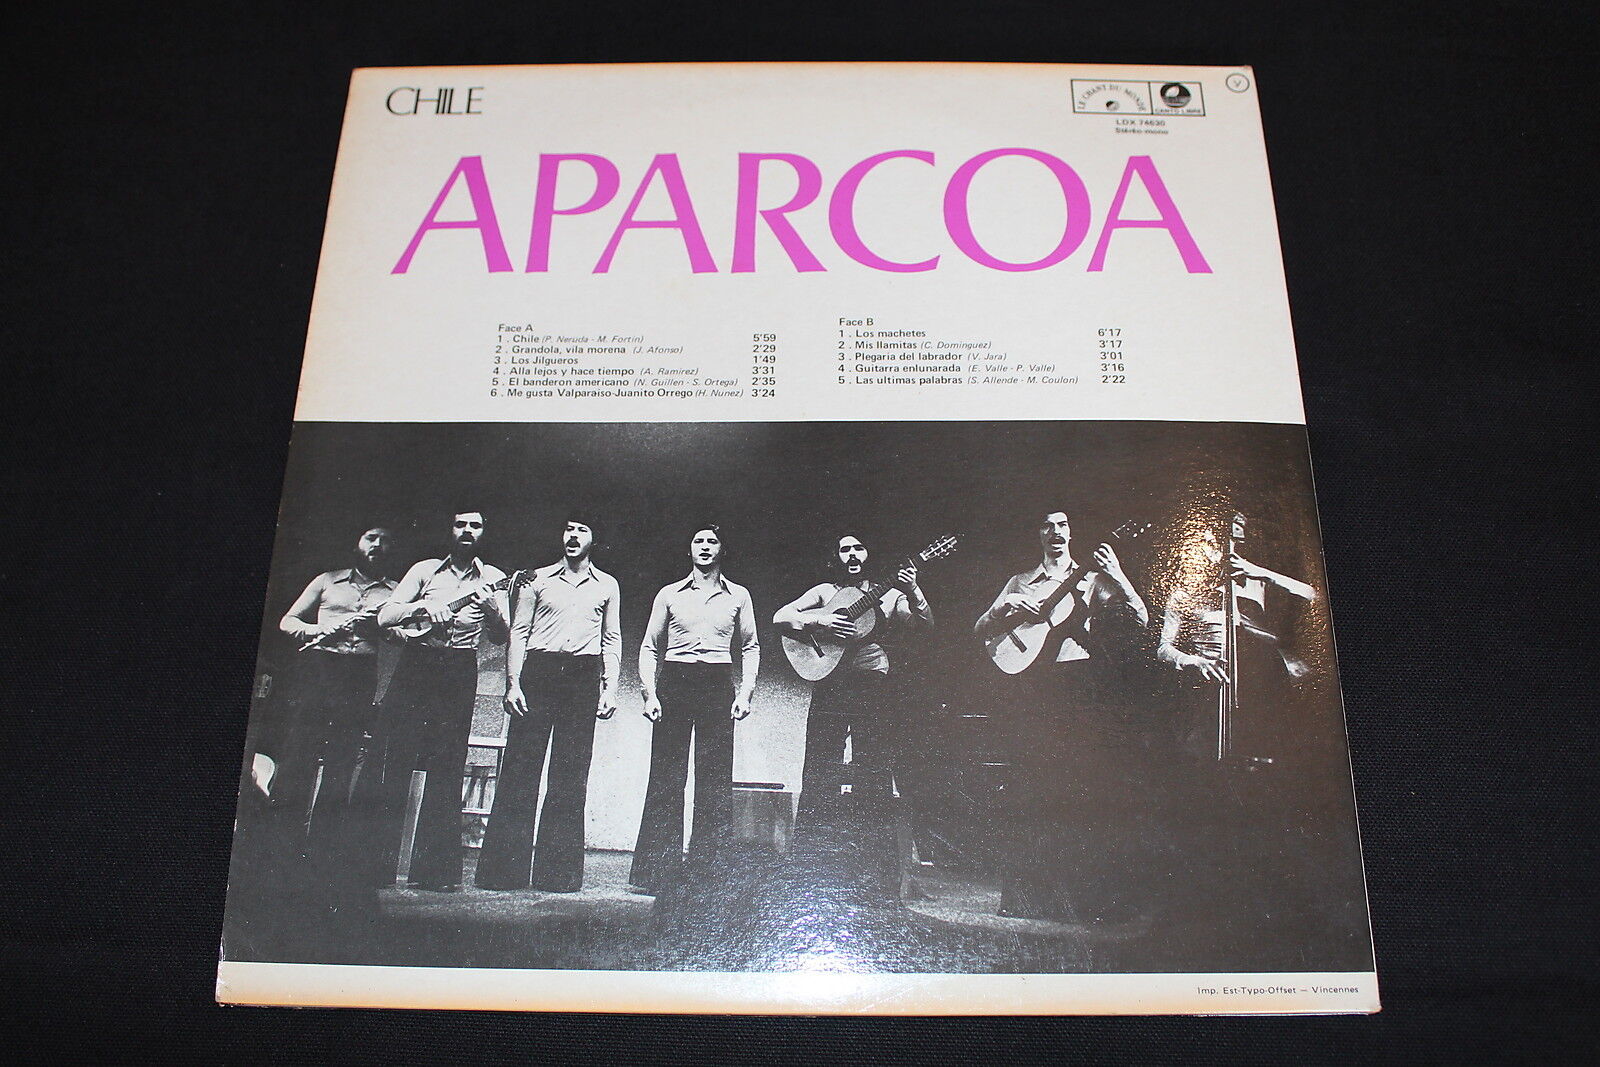 CHILE
LE CHANT DU MONDE
CANTO LIBRE
LDX 74630
Stéréo-mono
APARCOA
Face A
1 . Chile (P. Neruda - M. Fortin) 5'59
2 . Grandola, vila morena (J. Afonso) 2'29
3 . Los Jilgueros 1'49
4 . Alla lejos y hace tiempo (A. Ramirez) 3'31
5 . El banderon americano (N. Guillen - S. Ortega) 2'35
6 . Me gusta Valparaiso-Juanito Orrego (H. Nunez) 3'24
Face B
1 . Los machetes 6'17
2 . Mis llamitas (C. Dominguez) 3'17
3 . Plegaria del labrador (V. Jara) 3'01
4 . Guitarra enlunarada (E. Valle - P. Valle) 3'16
5 . Las ultimas palabras (S. Allende - M. Coulon) 2'22
Imp. Est-Typo-Offset — Vincennes